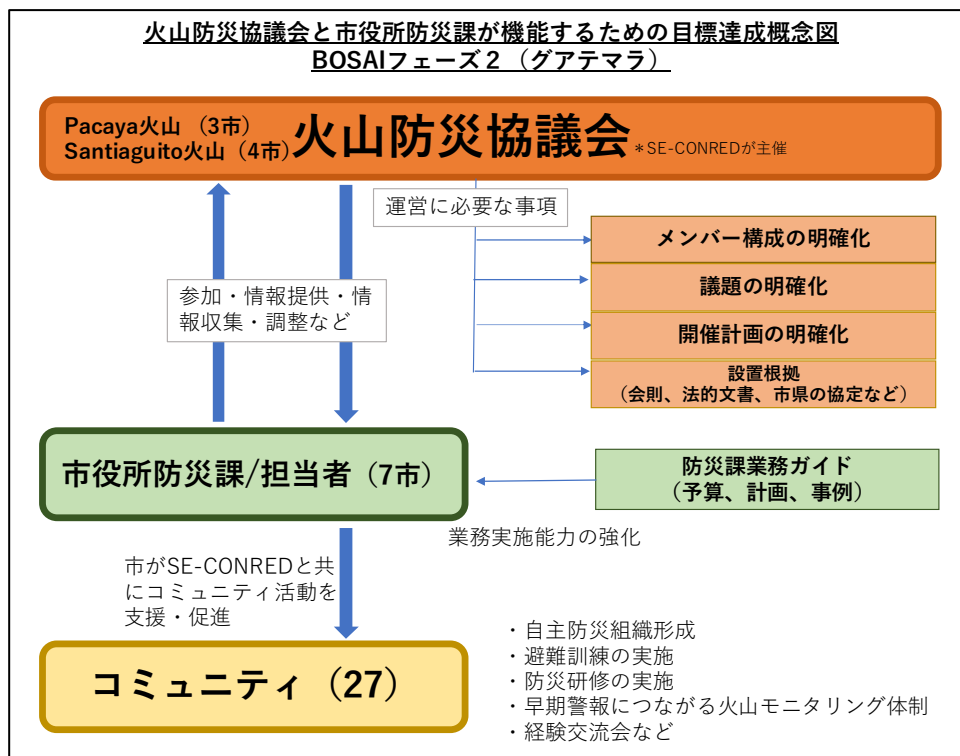 火山防災協議会と市役所防災課が機能するための目標達成概念図
BOSAIフェーズ２（グアテマラ）
Pacaya火山（3市）
Santiaguito火山（4市）
火山防災協議会
＊SE-CONREDが主催
運営に必要な事項
メンバー構成の明確化
議題の明確化
開催計画の明確化
設置根拠
（会則、法的文書、市県の協定など）
参加・情報提供・情
報収集・調整など
市役所防災課/担当者（7市）
防災課業務ガイド
（予算、計画、事例）
業務実施能力の強化
市がSE-CONREDと共
にコミュニティ活動を
支援・促進
コミュニティ（27）
・自主防災組織形成
・避難訓練の実施
・防災研修の実施
・早期警報につながる火山モニタリング体制
・経験交流会など